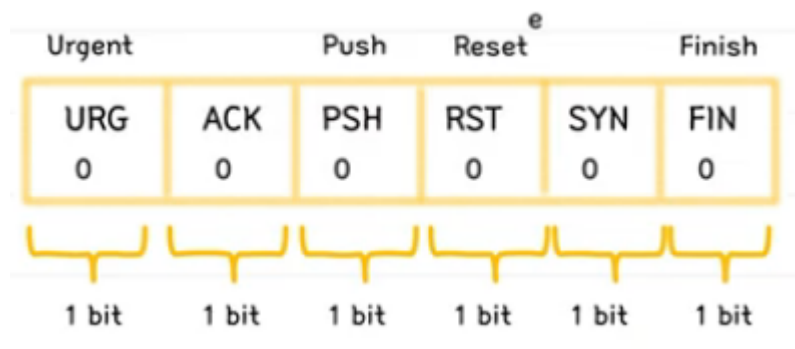 e
Urgent Push Reset Finish
URG ACK PSH RST SYN FIN
0 0 0 0 0 0
1 bit 1 bit 1 bit 1 bit 1 bit 1 bit